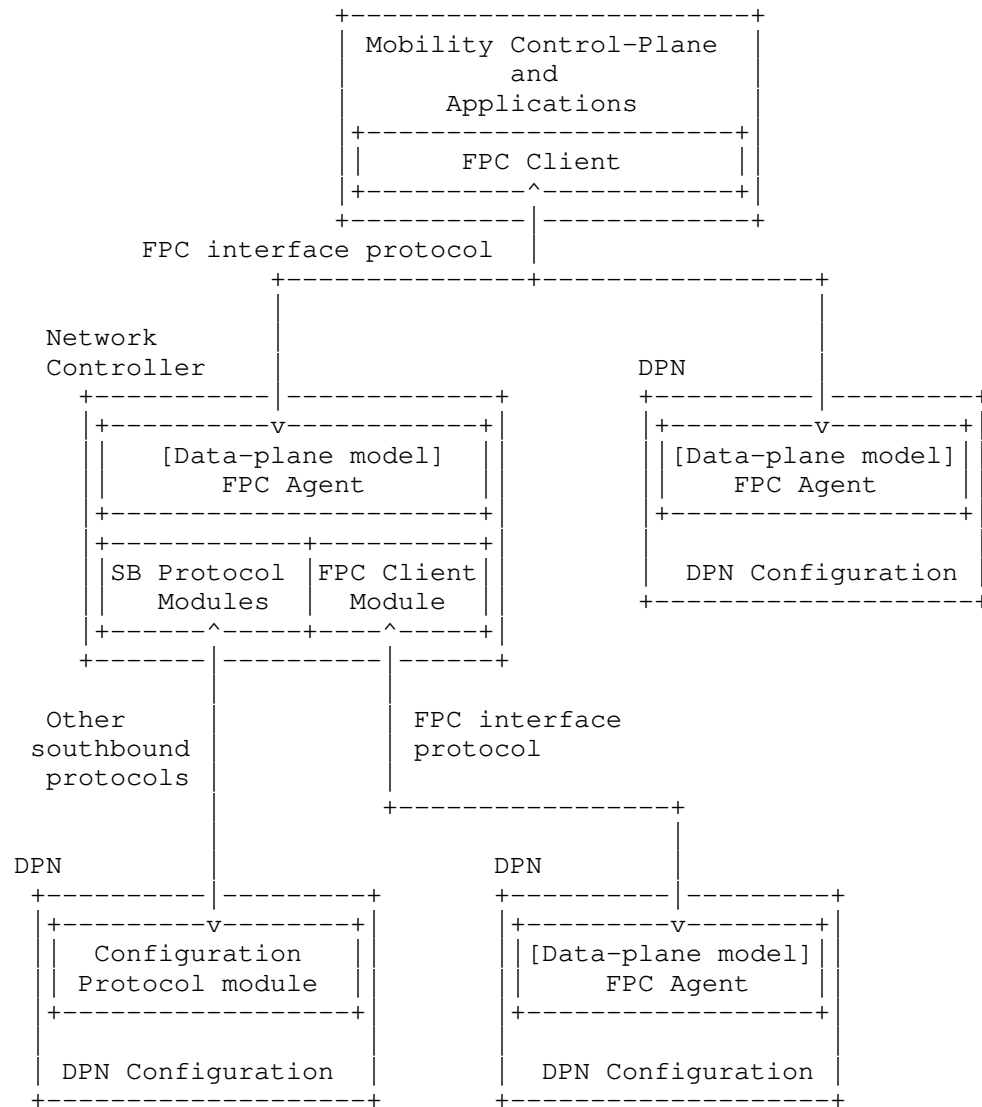 Mobility Control-Plane
and
Applications
FPC Client
FPC interface protocol
Network
Controller
DPN
[Data-plane model]
FPC Agent
[Data-plane model]
FPC Agent
SB Protocol
Modules
FPC Client
Module
DPN Configuration
Other
southbound
protocols
FPC interface
protocol
DPN
DPN
Configuration
Protocol module
[Data-plane model]
FPC Agent
DPN Configuration
DPN Configuration